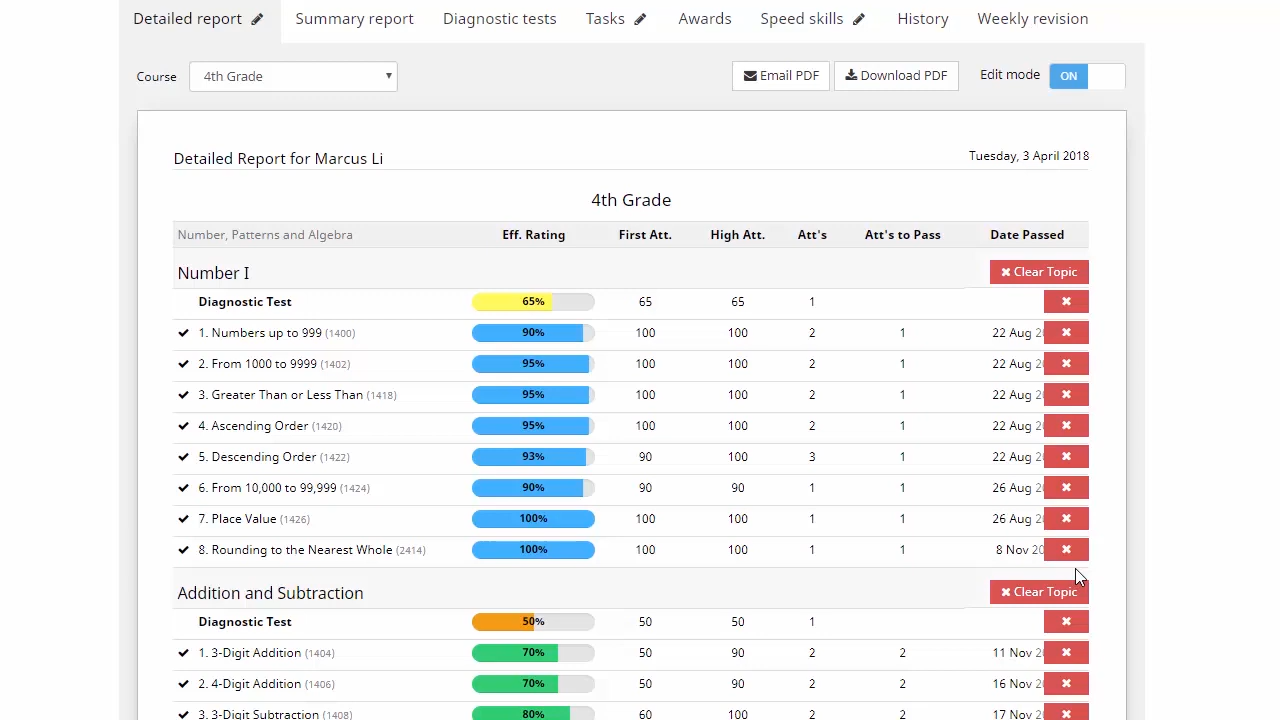 Detailed report Summary report Diagnostic tests Tasks Awards Speed skills History Weekly revision
Course 4th Grade Email PDF Download PDF Edit mode ON
Detailed Report for Marcus Li Tuesday, 3 April 2018
4th Grade
Number, Patterns and Algebra Eff. Rating First Att. High Att. Att's Att's to Pass Date Passed
Number I Clear Topic
Diagnostic Test 65% 65 65 1
1. Numbers up to 999 (1400) 90% 100 100 2 1 22 Aug
2. From 1000 to 9999 (1402) 95% 100 100 2 1 22 Aug
3. Greater Than or Less Than (1418) 95% 100 100 2 1 22 Aug
4. Ascending Order (1420) 95% 100 100 2 1 22 Aug
5. Descending Order (1422) 93% 90 100 3 1 22 Aug
6. From 10,000 to 99,999 (1424) 90% 90 90 1 1 26 Aug
7. Place Value (1426) 100% 100 100 1 1 26 Aug
8. Rounding to the Nearest Whole (2414) 100% 100 100 1 1 8 Nov
Addition and Subtraction Clear Topic
Diagnostic Test 50% 50 50 1
1. 3-Digit Addition (1404) 70% 50 90 2 2 11 Nov
2. 4-Digit Addition (1406) 70% 50 90 2 2 16 Nov
3. 3-Digit Subtraction (1408) 80% 60 100 2 2 17 Nov